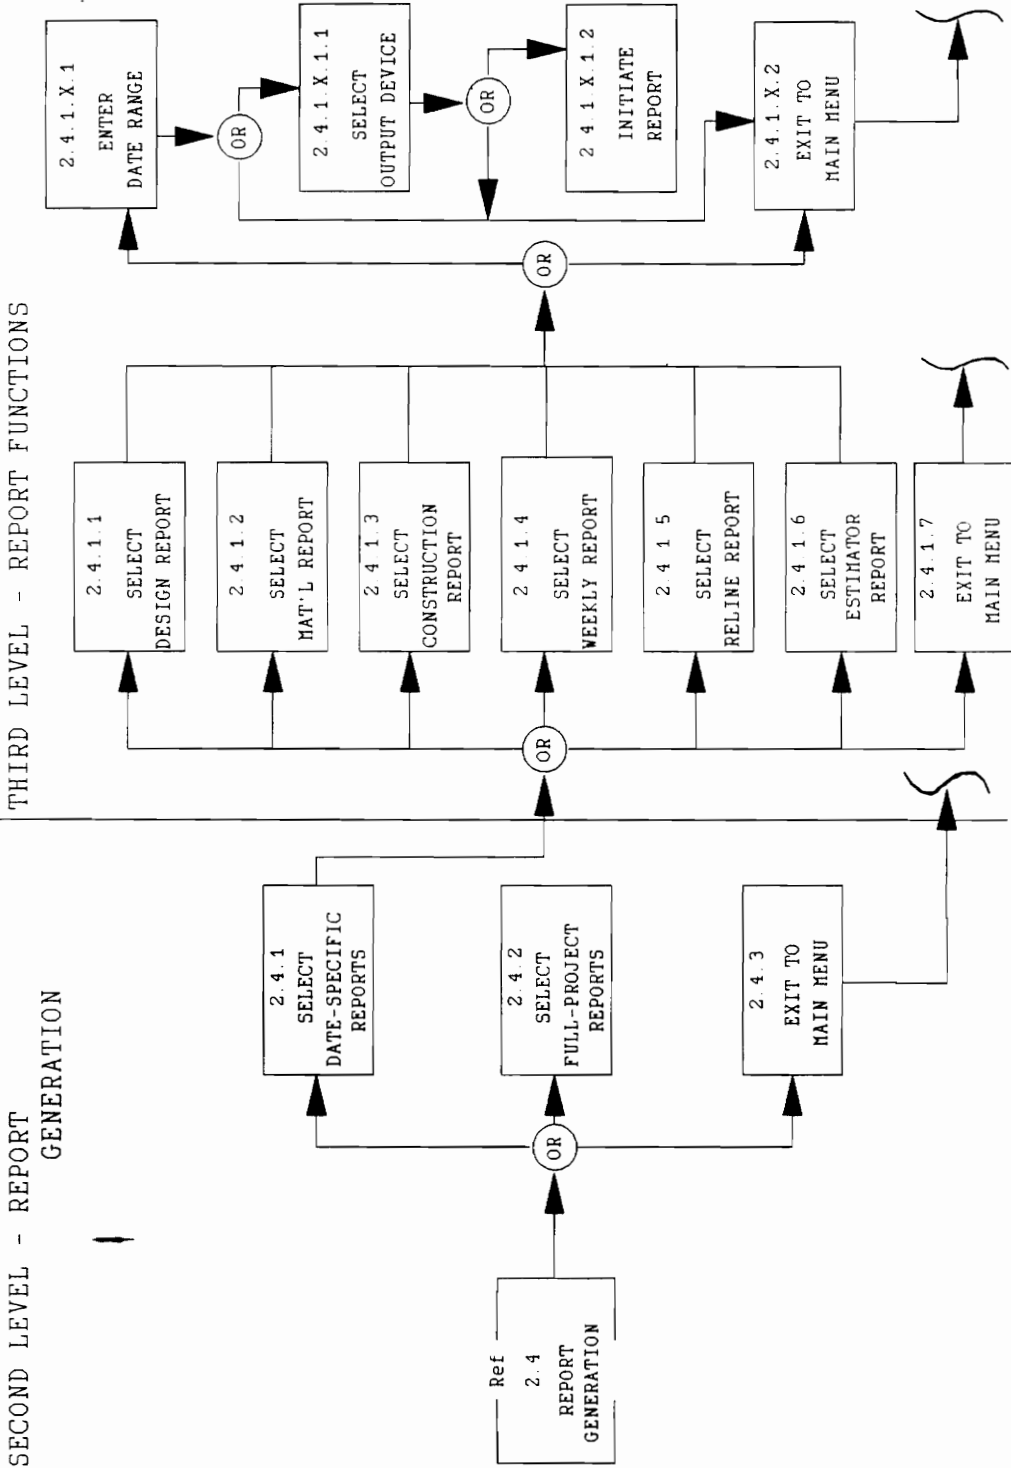 SECOND LEVEL - REPORT
GENERATION
THIRD LEVEL - REPORT FUNCTIONS
Ref
2.4
REPORT
GENERATION
OR
2.4.1
SELECT
DATE-SPECIFIC
REPORTS
2.4.2
SELECT
FULL-PROJECT
REPORTS
2.4.3
EXIT TO
MAIN MENU
OR
2.4.1.1
SELECT
DESIGN REPORT
2.4.1.2
SELECT
MAT'L REPORT
2.4.1.3
SELECT
CONSTRUCTION
REPORT
2.4.1.4
SELECT
WEEKLY REPORT
2.4.1.5
SELECT
RELINE REPORT
2.4.1.6
SELECT
ESTIMATOR
REPORT
2.4.1.7
EXIT TO
MAIN MENU
OR
2.4.1.X.1
ENTER
DATE RANGE
OR
2.4.1.X.1.1
SELECT
OUTPUT DEVICE
OR
2.4.1.X.1.2
INITIATE
REPORT
2.4.1.X.2
EXIT TO
MAIN MENU